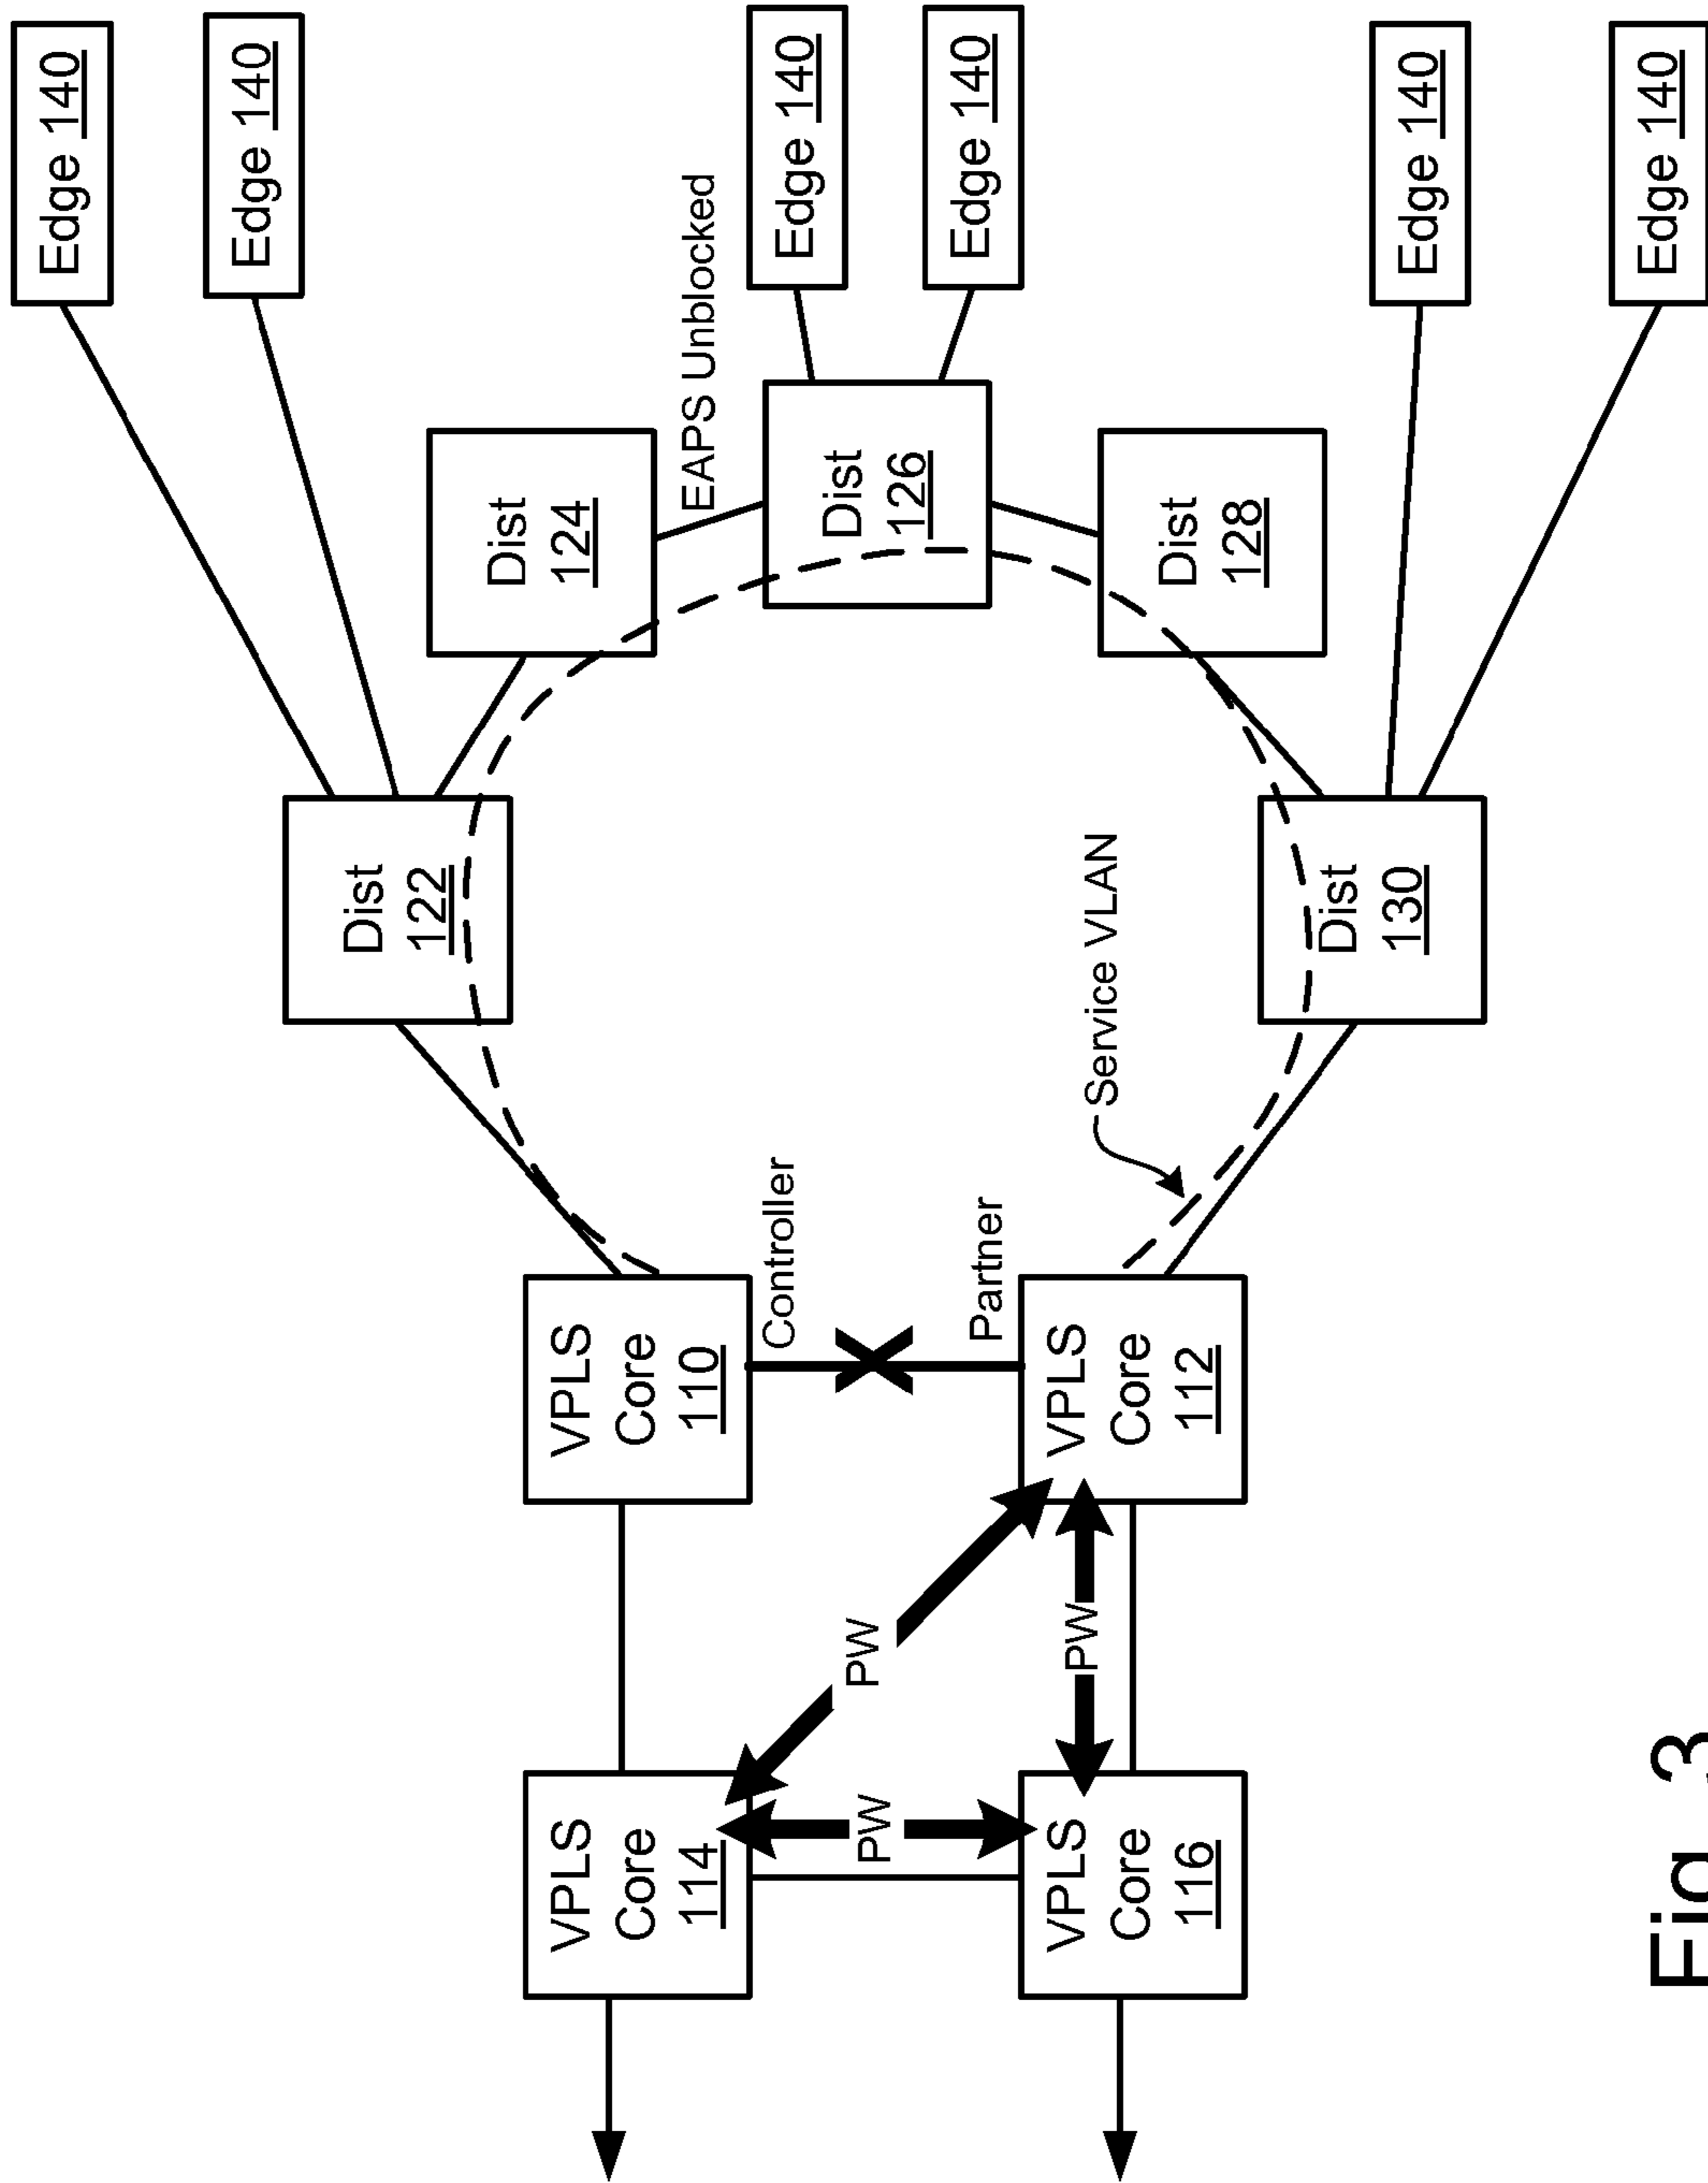 Edge 140
Edge 140
Edge 140
Edge 140
Edge 140
Edge 140
Dist
122
Dist
124
EAPS Unblocked
Dist
126
Dist
128
Dist
130
Service VLAN
Controller
Partner
VPLS
Core
110
VPLS
Core
112
PW
PW
PW
VPLS
Core
114
VPLS
Core
116
Fig. 3